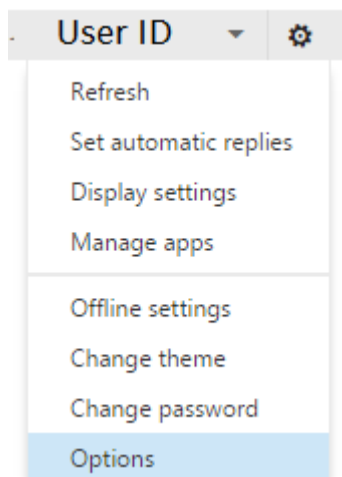 User ID
Refresh
Set automatic replies
Display settings
Manage apps
Offline settings
Change theme
Change password
Options